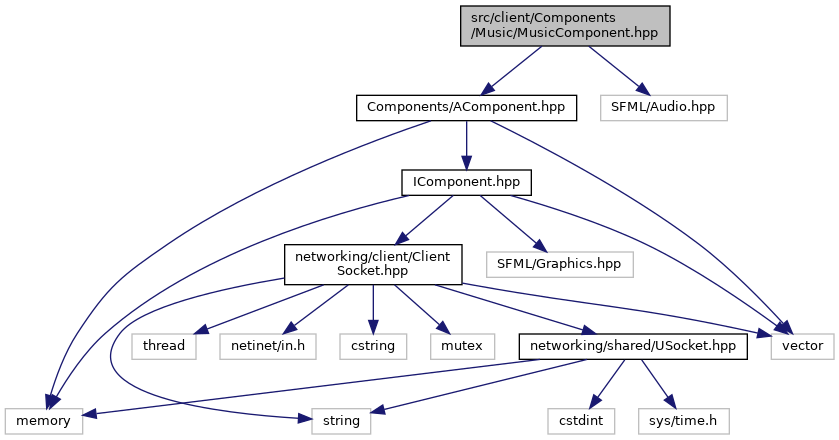 src/client/Components
/Music/MusicComponent.hpp
Components/AComponent.hpp
SFML/Audio.hpp
IComponent.hpp
networking/client/Client
Socket.hpp
SFML/Graphics.hpp
thread
netinet/in.h
cstring
mutex
networking/shared/USocket.hpp
vector
memory
string
cstdint
sys/time.h